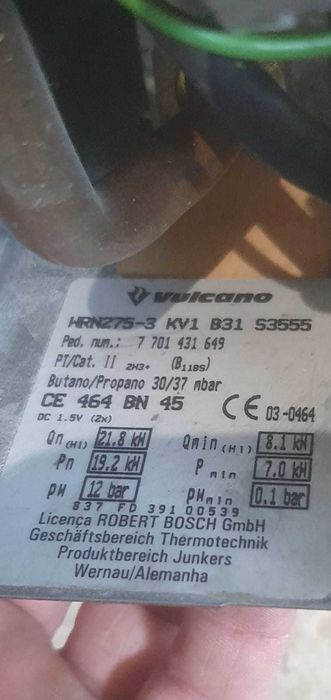 Vulcano
WRN275-3 KV1 B31 S3555
Ped. num.: 7 701 431 649
PT/Cat. II 2H3+ (B11BS)
Butano/Propano 30/37 mbar
CE 464 BN 45 CE 03-0464
DC 1.5V (2x)
Qn(Hi) 21.8 kW Qmin(Hi) 8.1 kW
Pn 19.2 kW Pmin 7.0 kW
pW 12 bar pWmin 0.1 bar
837 FD 391 00539
Licença ROBERT BOSCH GmbH
Geschäftsbereich Thermotechnik
Produktbereich Junkers
Wernau/Alemanha